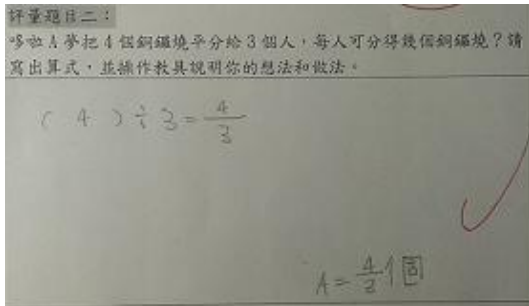 評量題目二：
哆啦A夢把4個銅鑼燒平分給3個人，每人可分得幾個銅鑼燒？請
寫出算式，並操作教具說明你的想法和做法。
( 4 ) ÷ 3 = 4/3
A = 4/3 個